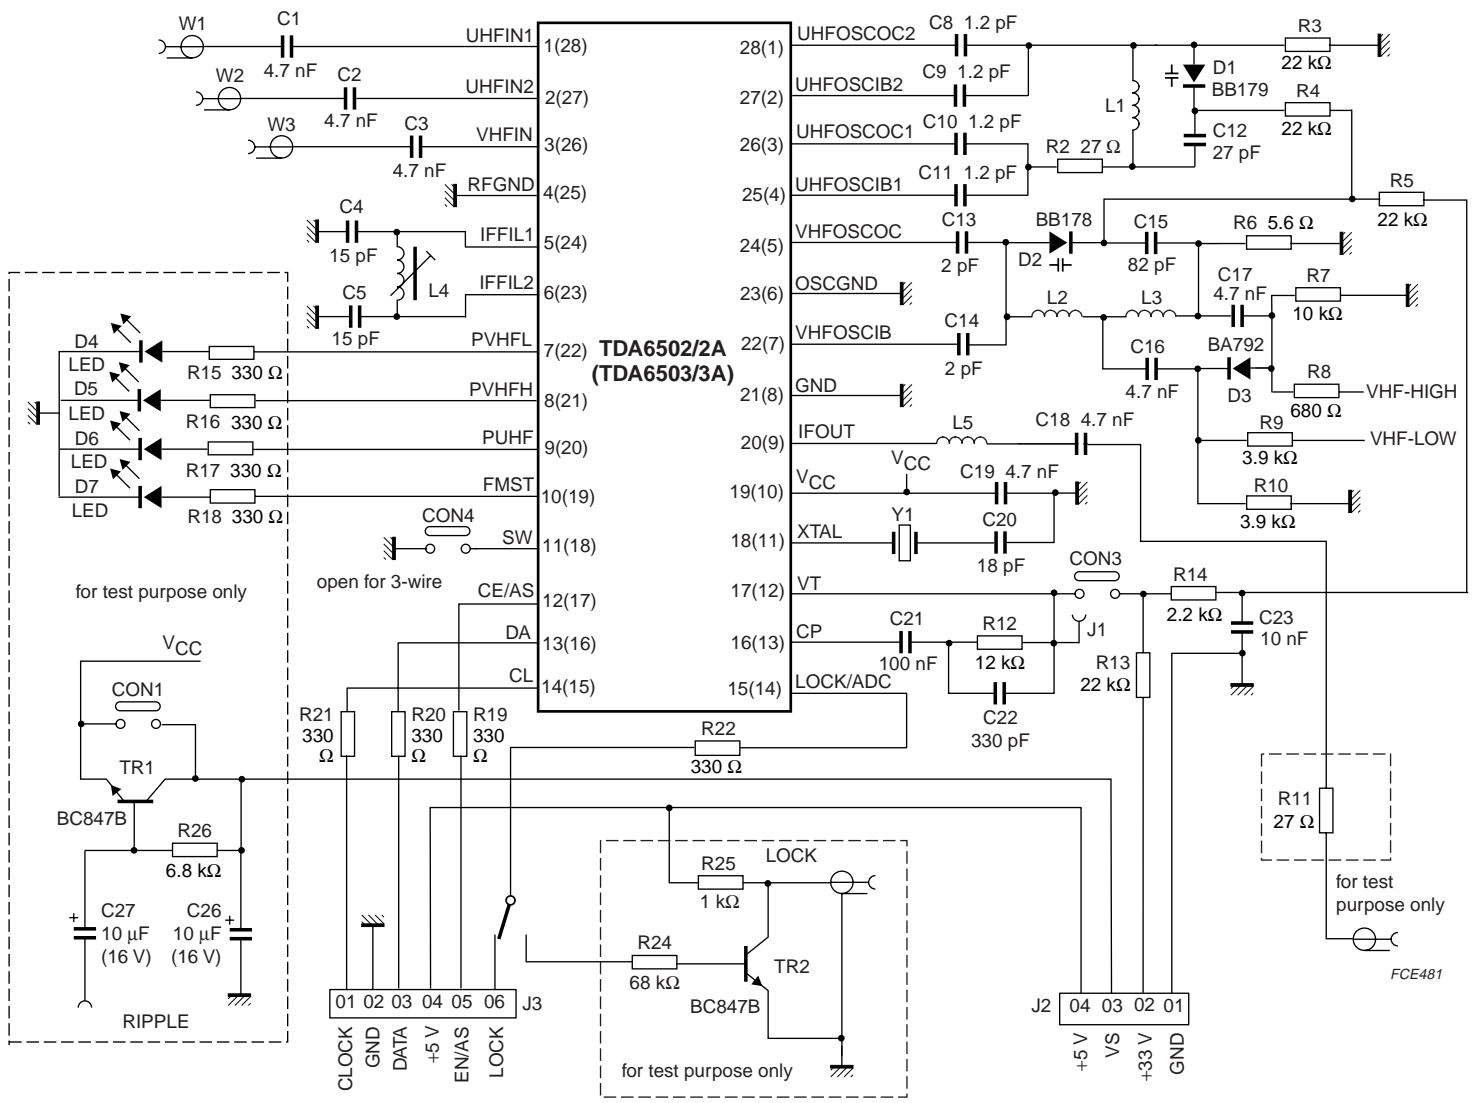 W1
C1
4.7 nF
UHFIN1
1(28)
W2
C2
4.7 nF
UHFIN2
2(27)
W3
C3
4.7 nF
VHFIN
3(26)
RFGND
4(25)
C4
15 pF
IFFIL1
5(24)
L4
C5
15 pF
IFFIL2
6(23)
D4
LED
R15 330 Ω
PVHFL
7(22)
D5
LED
R16 330 Ω
PVHFH
8(21)
D6
LED
R17 330 Ω
PUHF
9(20)
D7
LED
R18 330 Ω
FMST
10(19)
CON4
SW
11(18)
open for 3-wire
for test purpose only
CE/AS
12(17)
DA
13(16)
CL
14(15)
TDA6502/2A
(TDA6503/3A)
28(1)
UHFOSCOC2
C8 1.2 pF
27(2)
UHFOSCIB2
C9 1.2 pF
26(3)
UHFOSCOC1
C10 1.2 pF
25(4)
UHFOSCIB1
C11 1.2 pF
R2 27 Ω
L1
D1
BB179
R3
22 kΩ
R4
22 kΩ
C12
27 pF
R5
22 kΩ
24(5)
VHFOSCOC
C13
2 pF
BB178
D2
C15
82 pF
R6 5.6 Ω
23(6)
OSCGND
L2
L3
C17
4.7 nF
R7
10 kΩ
22(7)
VHFOSCIB
C14
2 pF
C16
4.7 nF
BA792
D3
R8
680 Ω
VHF-HIGH
21(8)
GND
R9
3.9 kΩ
VHF-LOW
20(9)
IFOUT
L5
C18 4.7 nF
R10
3.9 kΩ
19(10)
VCC
VCC
C19 4.7 nF
18(11)
XTAL
Y1
C20
18 pF
17(12)
VT
CON3
R14
2.2 kΩ
C23
10 nF
16(13)
CP
C21
100 nF
R12
12 kΩ
J1
R13
22 kΩ
C22
330 pF
15(14)
LOCK/ADC
VCC
CON1
TR1
BC847B
R26
6.8 kΩ
C27
10 μF
(16 V)
+
C26
10 μF
(16 V)
+
RIPPLE
R21
330
Ω
R20
330
Ω
R19
330
Ω
R22
330 Ω
R25
1 kΩ
LOCK
R24
68 kΩ
TR2
BC847B
for test purpose only
R11
27 Ω
for test
purpose only
FCE481
01 02 03 04 05 06
J3
CLOCK
GND
DATA
+5 V
EN/AS
LOCK
J2
04 03 02 01
+5 V
VS
+33 V
GND